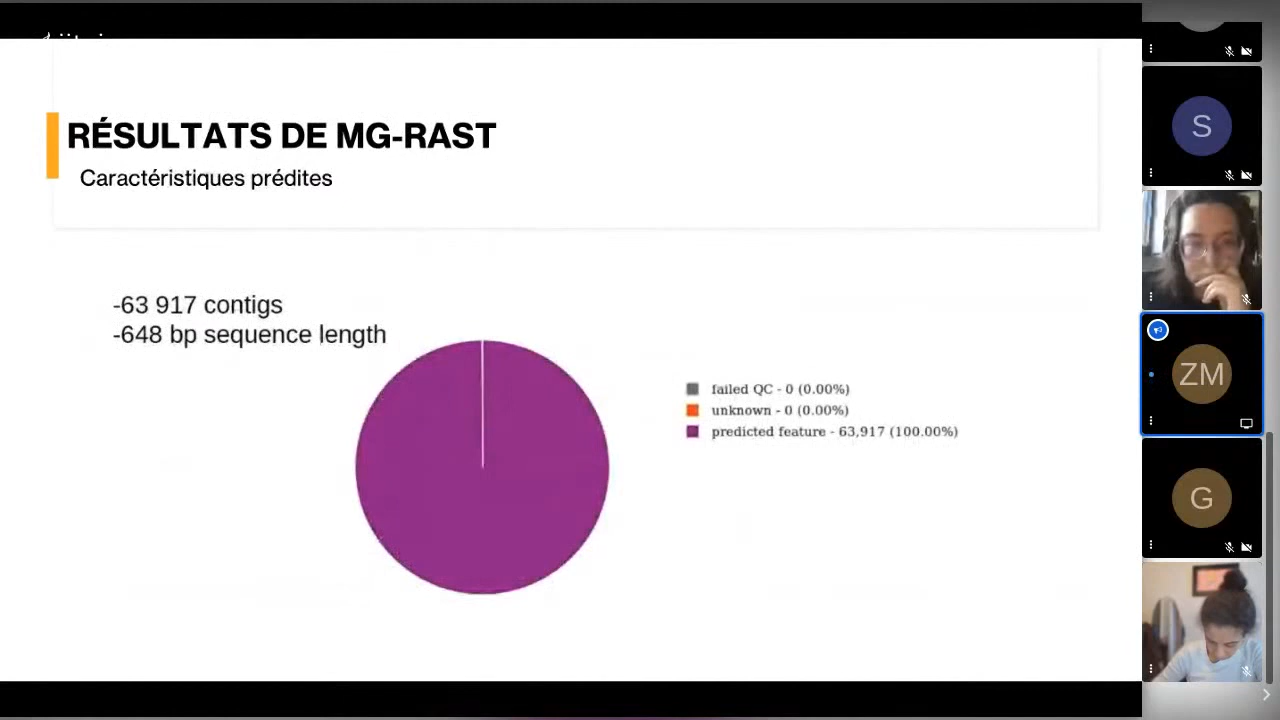 RÉSULTATS DE MG-RAST
Caractéristiques prédites
-63 917 contigs
-648 bp sequence length
failed QC - 0 (0.00%)
unknown - 0 (0.00%)
predicted feature - 63,917 (100.00%)
S
ZM
G